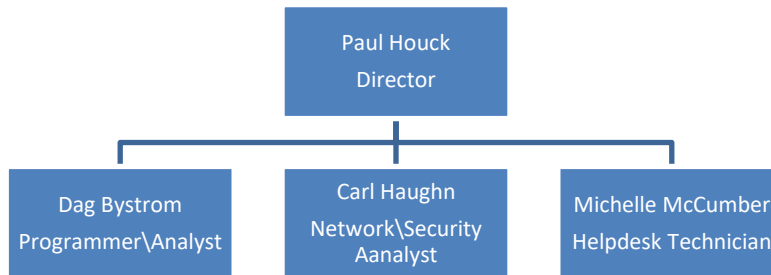 Paul Houck
Director
Dag Bystrom
Programmer\Analyst
Carl Haughn
Network\Security
Aanalyst
Michelle McCumber
Helpdesk Technician